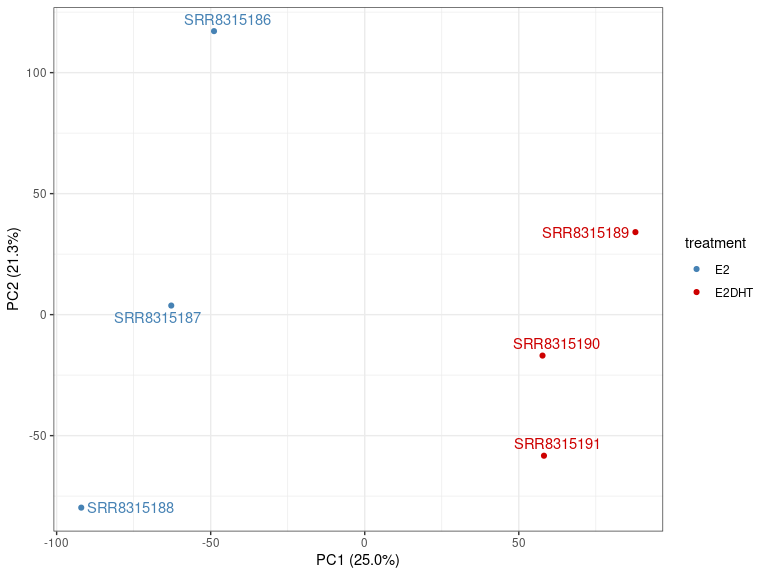 SRR8315186
100
50
SRR8315189
treatment
E2
E2DHT
PC2 (21.3%)
0
SRR8315187
SRR8315190
-50
SRR8315191
SRR8315188
-100
-50
0
50
PC1 (25.0%)